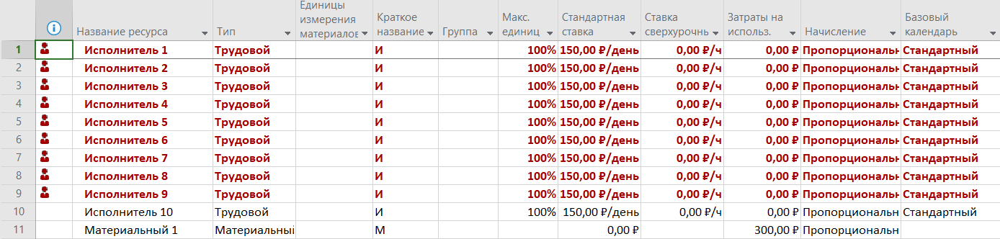 Название ресурса Тип Единицы измерения материалов Краткое название Группа Макс. единиц Стандартная ставка Ставка сверхурочнь Затраты на использ. Начисление Базовый календарь
1 Исполнитель 1 Трудовой И 100% 150,00 ₽/день 0,00 ₽/ч 0,00 ₽ Пропорциональн Стандартный
2 Исполнитель 2 Трудовой И 100% 150,00 ₽/день 0,00 ₽/ч 0,00 ₽ Пропорциональн Стандартный
3 Исполнитель 3 Трудовой И 100% 150,00 ₽/день 0,00 ₽/ч 0,00 ₽ Пропорциональн Стандартный
4 Исполнитель 4 Трудовой И 100% 150,00 ₽/день 0,00 ₽/ч 0,00 ₽ Пропорциональн Стандартный
5 Исполнитель 5 Трудовой И 100% 150,00 ₽/день 0,00 ₽/ч 0,00 ₽ Пропорциональн Стандартный
6 Исполнитель 6 Трудовой И 100% 150,00 ₽/день 0,00 ₽/ч 0,00 ₽ Пропорциональн Стандартный
7 Исполнитель 7 Трудовой И 100% 150,00 ₽/день 0,00 ₽/ч 0,00 ₽ Пропорциональн Стандартный
8 Исполнитель 8 Трудовой И 100% 150,00 ₽/день 0,00 ₽/ч 0,00 ₽ Пропорциональн Стандартный
9 Исполнитель 9 Трудовой И 100% 150,00 ₽/день 0,00 ₽/ч 0,00 ₽ Пропорциональн Стандартный
10 Исполнитель 10 Трудовой И 100% 150,00 ₽/день 0,00 ₽/ч 0,00 ₽ Пропорциональн Стандартный
11 Материальный 1 Материальный М 0,00 ₽ 300,00 ₽ Пропорциональн